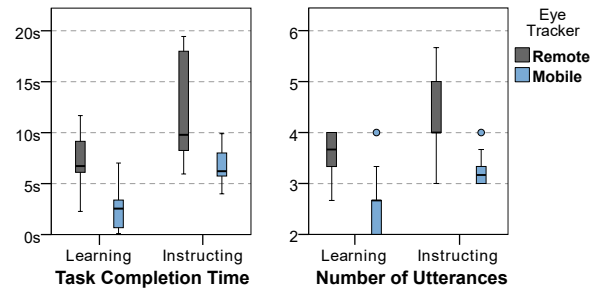 Eye
Tracker
Remote
Mobile
20s
15s
10s
5s
0s
Learning
Instructing
Task Completion Time
6
5
4
3
2
Learning
Instructing
Number of Utterances